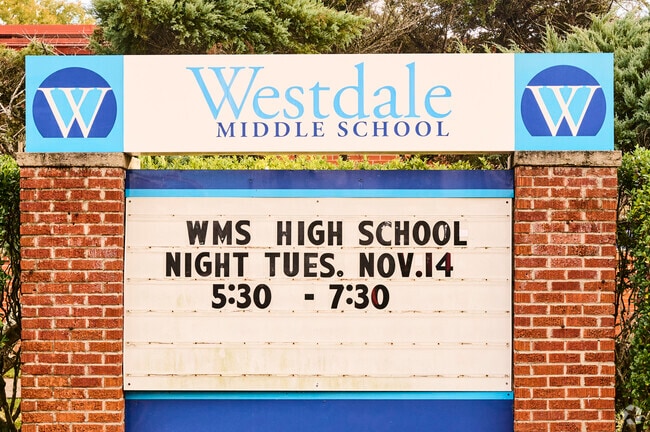 W Westdale W
MIDDLE SCHOOL
WMS HIGH SCHOOL
NIGHT TUES. NOV.14
5:30 - 7:30